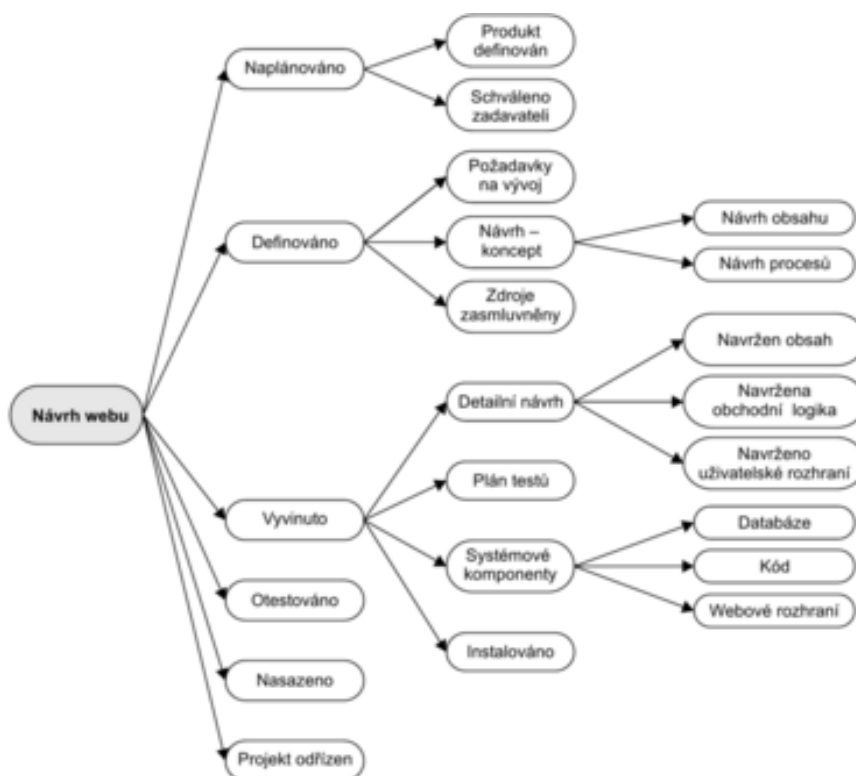 Návrh webu
Naplánováno
Produkt
definován
Schváleno
zadavateli
Definováno
Požadavky
na vývoj
Návrh –
koncept
Návrh obsahu
Návrh procesů
Zdroje
zasmluvněny
Vyvinuto
Detailní návrh
Navržen obsah
Navržena
obchodní logika
Navrženo
uživatelské rozhraní
Plán testů
Systémové
komponenty
Databáze
Kód
Webové rozhraní
Instalováno
Otestováno
Nasazeno
Projekt odřízen